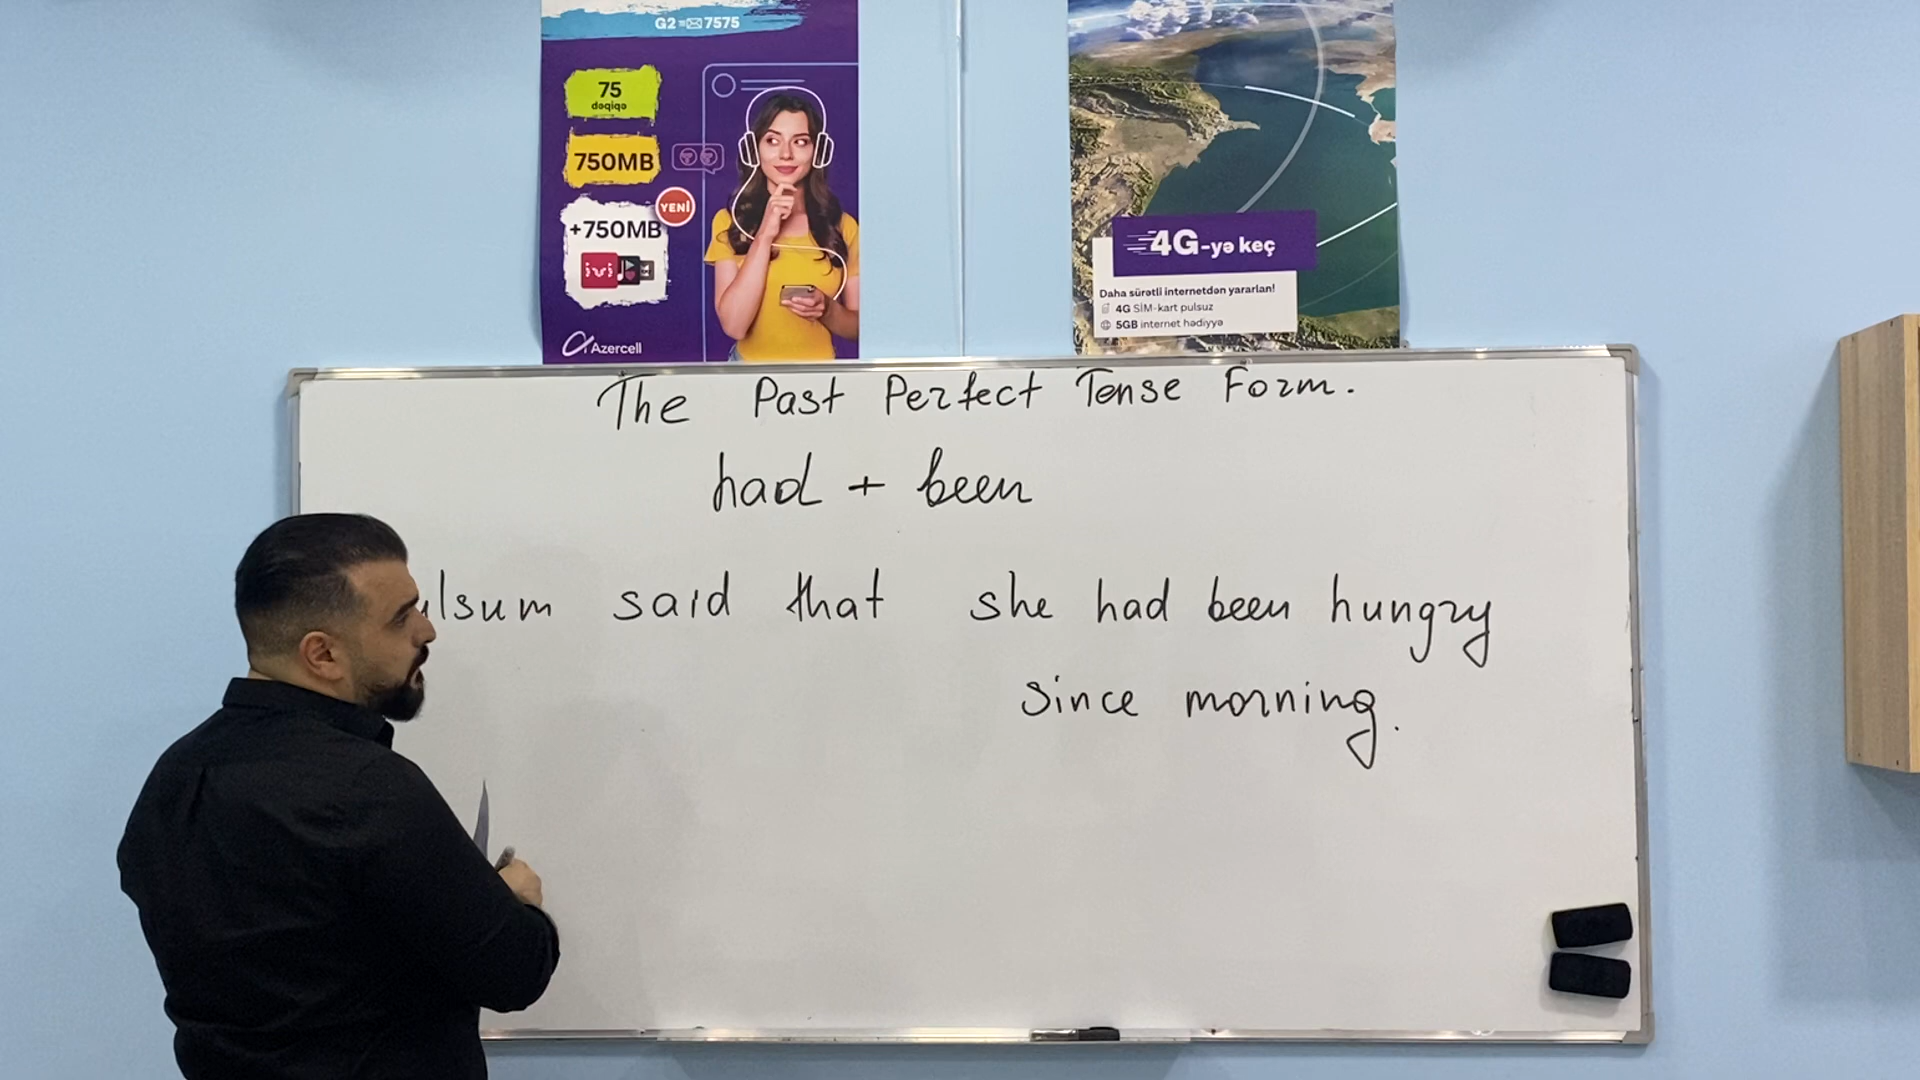 G2 = 7575
75
dəqiqə
750MB
YENİ
+750MB
ivi
Azercell
4G-yə keç
Daha sürətli internetdən yararlan!
4G SİM-kart pulsuz
5GB internet hədiyyə
The Past Perfect Tense Form.
had + been
said that she had been hungry
since morning.